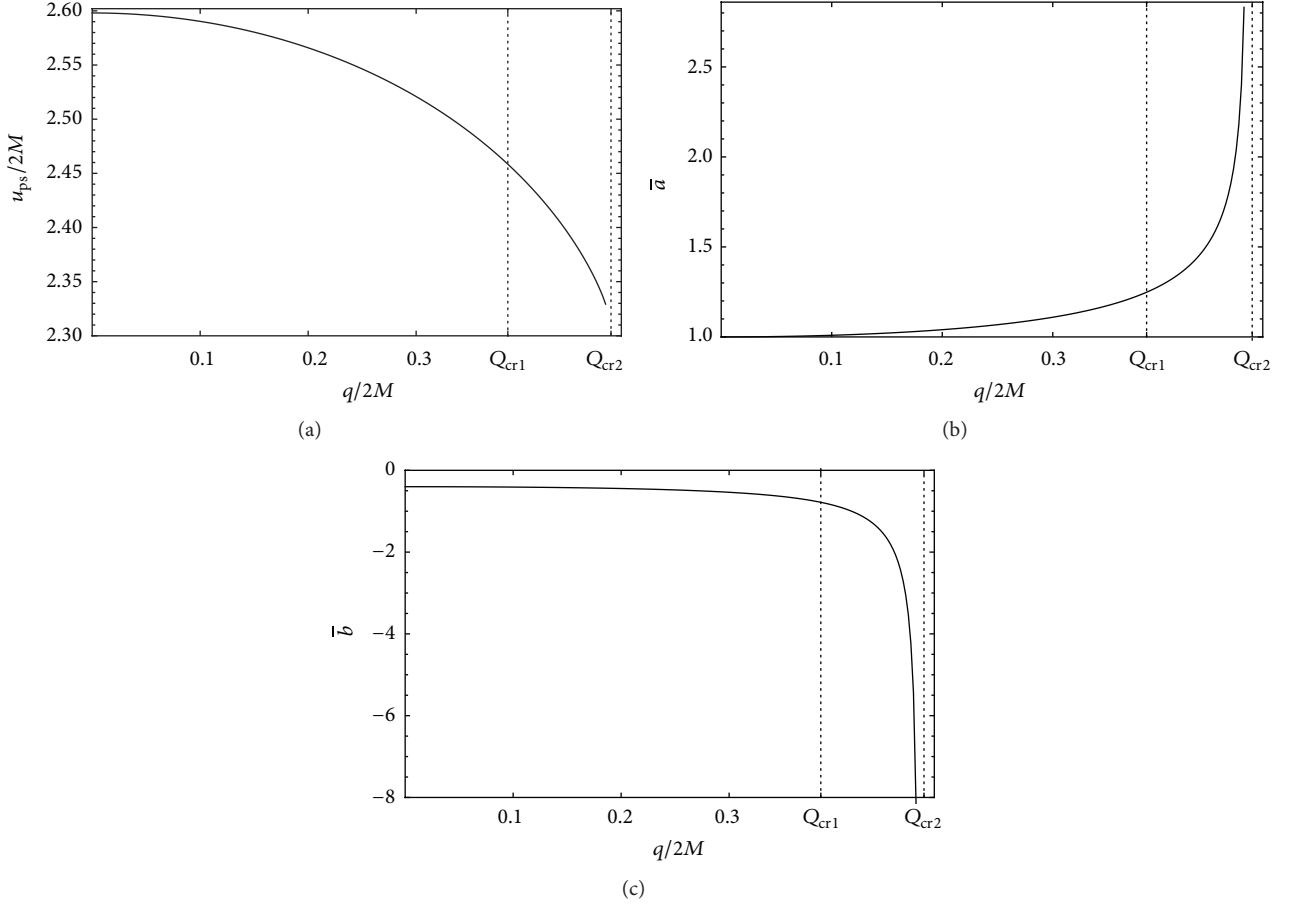 2.60
2.55
2.50
2.45
2.40
2.35
2.30
u_ps/2M
0.1 0.2 0.3 Q_cr1 Q_cr2
q/2M
(a)
2.5
2.0
1.5
1.0
a̅
0.1 0.2 0.3 Q_cr1 Q_cr2
q/2M
(b)
0
−2
−4
−6
−8
b̅
0.1 0.2 0.3 Q_cr1 Q_cr2
q/2M
(c)